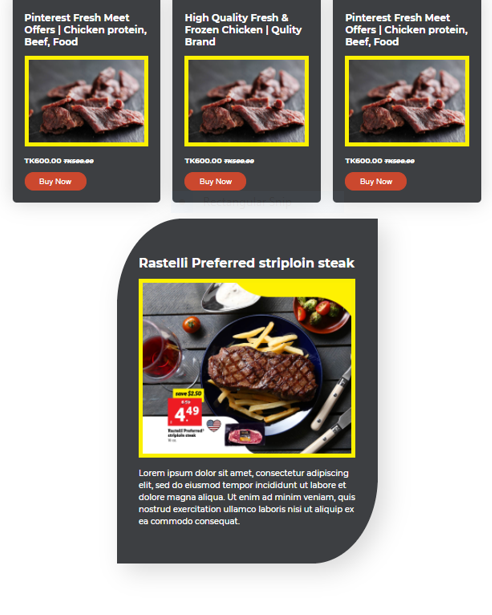 Pinterest Fresh Meet
Offers | Chicken protein,
Beef, Food
TK600.00 TK500.00
Buy Now
High Quality Fresh &
Frozen Chicken | Qulity
Brand
TK600.00 TK500.00
Buy Now
Pinterest Fresh Meet
Offers | Chicken protein,
Beef, Food
TK600.00 TK500.00
Buy Now
Rastelli Preferred striploin steak
save $2.50
4.49
Rastelli Preferred
striploin steak
Lorem ipsum dolor sit amet, consectetur adipiscing
elit, sed do eiusmod tempor incididunt ut labore et
dolore magna aliqua. Ut enim ad minim veniam, quis
nostrud exercitation ullamco laboris nisi ut aliquip ex
ea commodo consequat.